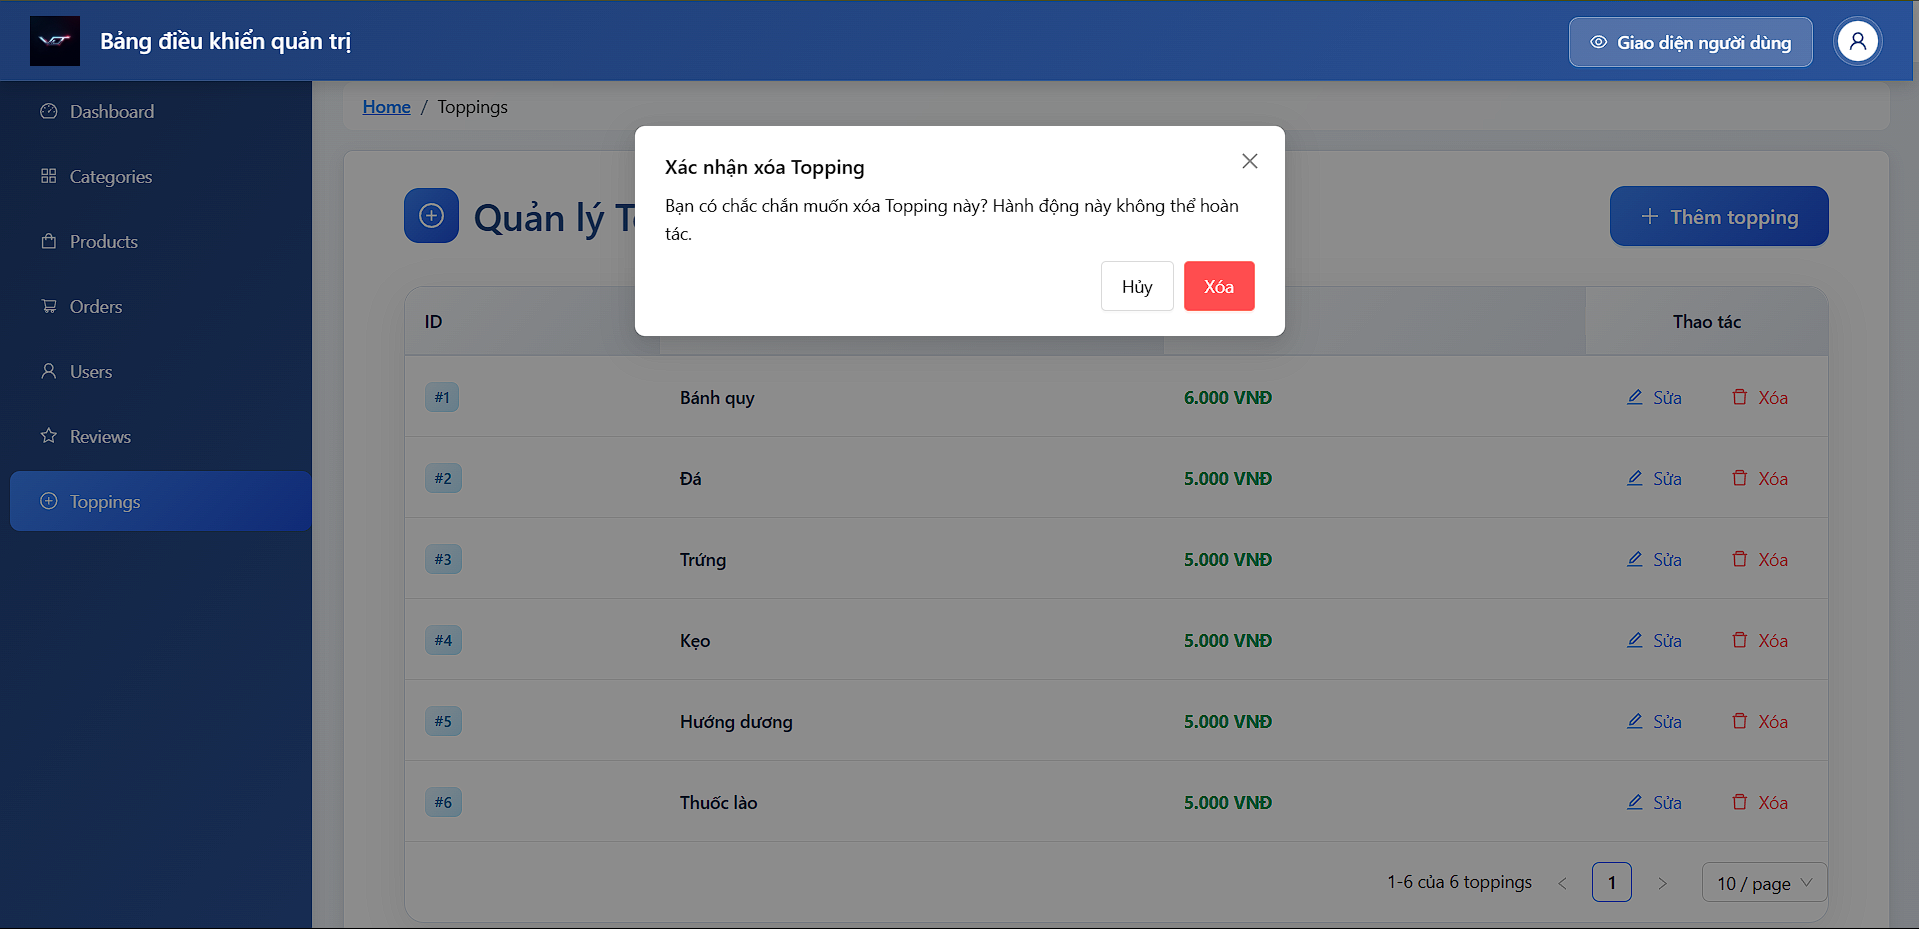 Bảng điều khiển quản trị
Giao diện người dùng
Dashboard
Categories
Products
Orders
Users
Reviews
Toppings
Home / Toppings
Quản lý
Thêm topping
Xác nhận xóa Topping
Bạn có chắc chắn muốn xóa Topping này? Hành động này không thể hoàn
tác.
Hủy Xóa
ID Thao tác
#1 Bánh quy 6.000 VNĐ Sửa Xóa
#2 Đá 5.000 VNĐ Sửa Xóa
#3 Trứng 5.000 VNĐ Sửa Xóa
#4 Kẹo 5.000 VNĐ Sửa Xóa
#5 Hướng dương 5.000 VNĐ Sửa Xóa
#6 Thuốc lào 5.000 VNĐ Sửa Xóa
1-6 của 6 toppings < 1 > 10 / page